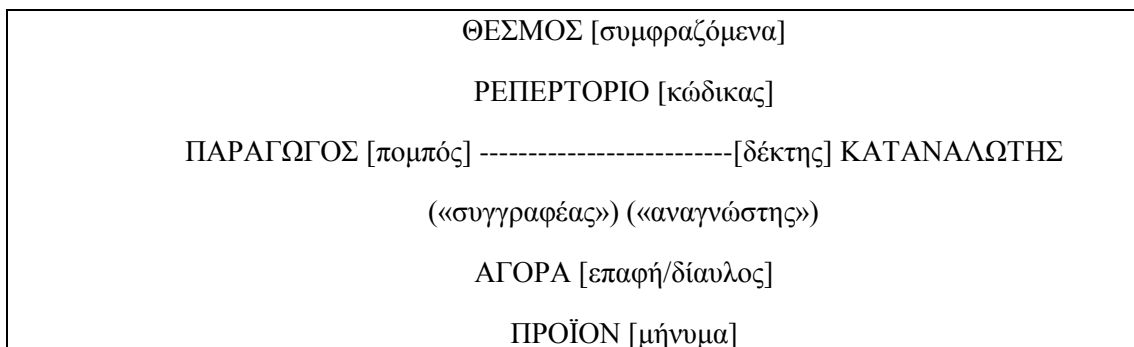 ΘΕΣΜΟΣ [συμφραζόμενα]
ΡΕΠΕΡΤΟΡΙΟ [κώδικας]
ΠΑΡΑΓΩΓΟΣ [πομπός] --------------------------[δέκτης] ΚΑΤΑΝΑΛΩΤΗΣ
(«συγγραφέας») («αναγνώστης»)
ΑΓΟΡΑ [επαφή/δίαυλος]
ΠΡΟΪΟΝ [μήνυμα]